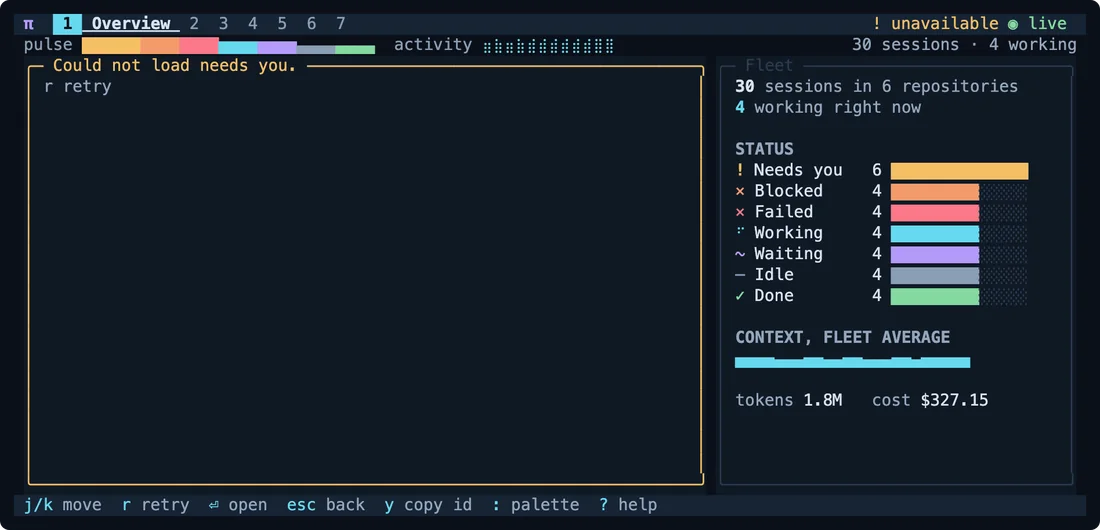 π 1 Overview 2 3 4 5 6 7 ! unavailable ◉ live
pulse activity 30 sessions · 4 working
Could not load needs you.
r retry
Fleet
30 sessions in 6 repositories
4 working right now
STATUS
! Needs you 6
× Blocked 4
× Failed 4
Working 4
~ Waiting 4
─ Idle 4
✓ Done 4
CONTEXT, FLEET AVERAGE
tokens 1.8M cost $327.15
j/k move r retry ⏎ open esc back y copy id : palette ? help